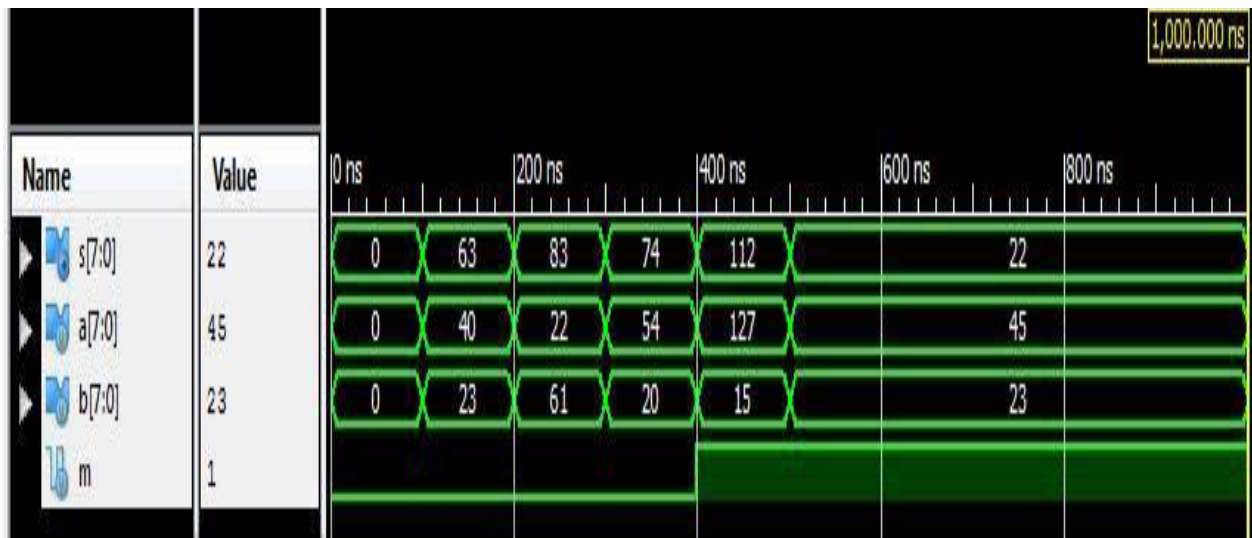 1,000.000 ns
Name Value 0 ns 200 ns 400 ns 600 ns 800 ns
s[7:0] 22 0 63 83 74 112 22
a[7:0] 45 0 40 22 54 127 45
b[7:0] 23 0 23 61 20 15 23
m 1